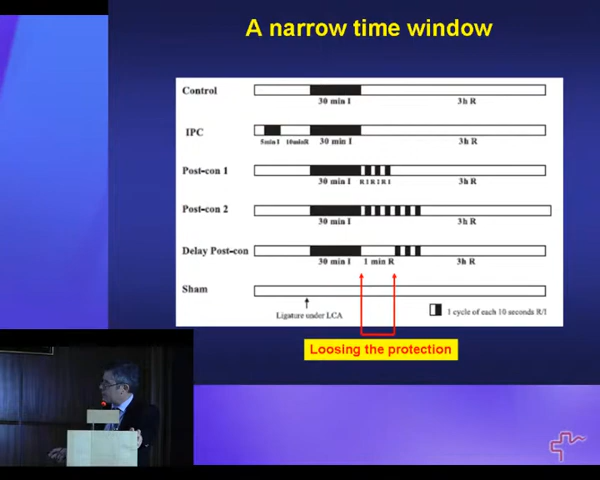 A narrow time window
Control
30 min I 3h R
IPC
5min I 10minR 30 min I 3h R
Post-con 1
30 min I R I R I R I 3h R
Post-con 2
30 min I 3h R
Delay Post-con
30 min I 1 min R 3h R
Sham
Ligature under LCA
1 cycle of each 10 seconds R/I
Loosing the protection